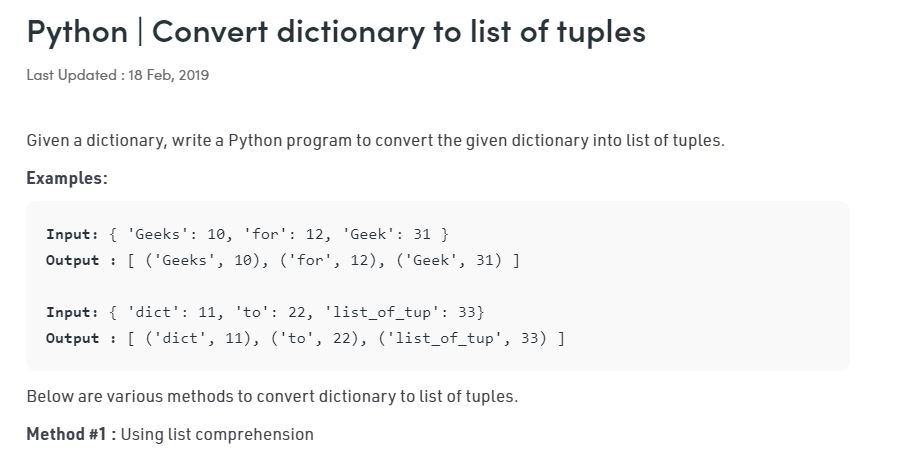 Python | Convert dictionary to list of tuples
Last Updated : 18 Feb, 2019
Given a dictionary, write a Python program to convert the given dictionary into list of tuples.
Examples:
Input: { 'Geeks': 10, 'for': 12, 'Geek': 31 }
Output : [ ('Geeks', 10), ('for', 12), ('Geek', 31) ]
Input: { 'dict': 11, 'to': 22, 'list_of_tup': 33}
Output : [ ('dict', 11), ('to', 22), ('list_of_tup', 33) ]
Below are various methods to convert dictionary to list of tuples.
Method #1 : Using list comprehension